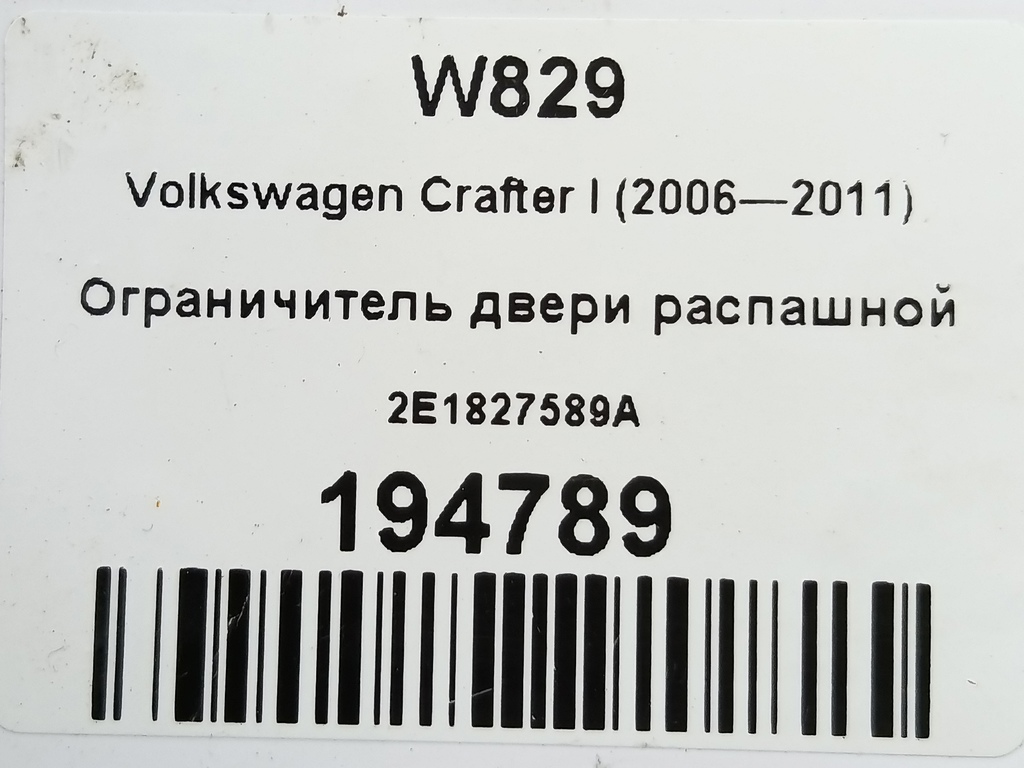 W829
Volkswagen Crafter I (2006—2011)
Ограничитель двери распашной
2E1827589A
194789